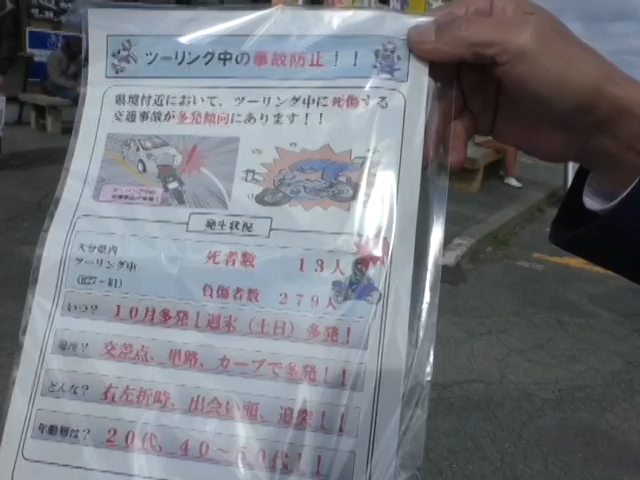 ツーリング中の事故防止！！
県境付近において、ツーリング中に死傷する
交通事故が多発傾向にあります！！
発生状況
大分県内
ツーリング中
(H27～R1)
死者数 １３人
負傷者数 ２７９人
いつ？ １０月多発！週末（土日）多発！
場所？ 交差点、単路、カーブで多発！！
どんな？ 右左折時、出会い頭、追突！！
年齢層は？ ２０代、４０～５０代！！